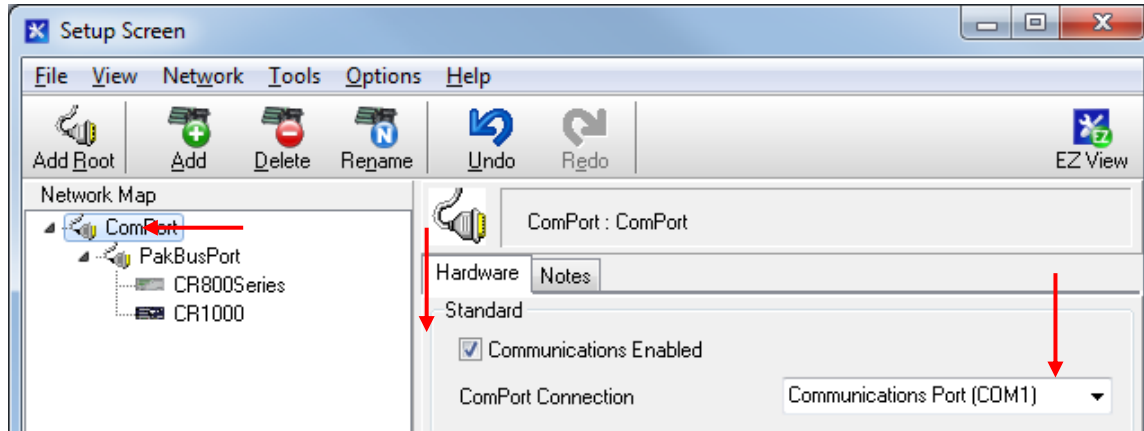 Setup Screen
File View Network Tools Options Help
Add Root Add Delete Rename Undo Redo EZ View
Network Map
ComPort
PakBusPort
CR800Series
CR1000
ComPort : ComPort
Hardware Notes
Standard
Communications Enabled
ComPort Connection Communications Port (COM1)